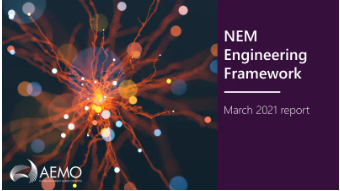 NEM
Engineering
Framework
March 2021 report
AEMO